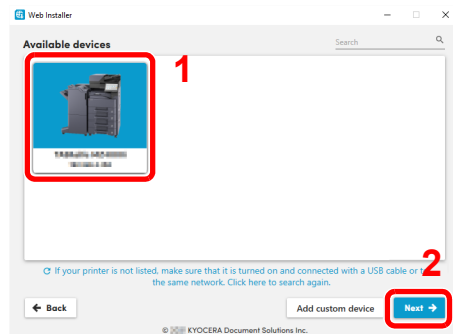 Web Installer
Available devices
Search
1
If your printer is not listed, make sure that it is turned on and connected with a USB cable or
the same network. Click here to search again.
2
Back
Add custom device
Next
© KYOCERA Document Solutions Inc.